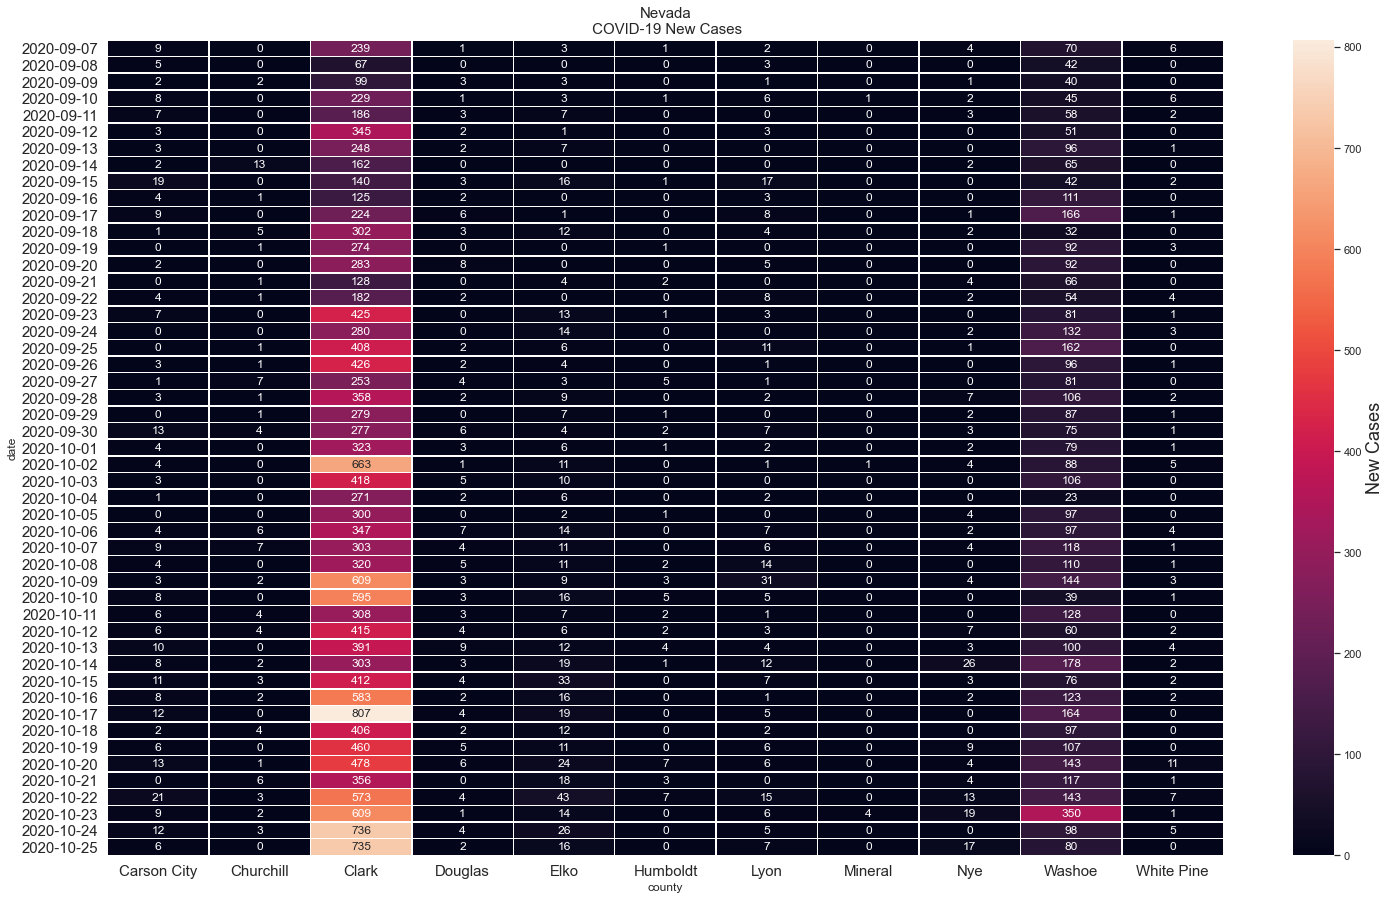 Nevada
COVID-19 New Cases
2020-09-07 9 0 239 1 3 1 2 0 4 70 6
2020-09-08 5 0 67 0 0 0 3 0 0 42 0
2020-09-09 2 2 99 3 3 0 1 0 1 40 0
2020-09-10 8 0 229 1 3 1 6 1 2 45 6
2020-09-11 7 0 186 3 7 0 0 0 3 58 2
2020-09-12 3 0 345 2 1 0 3 0 0 51 0
2020-09-13 3 0 248 2 7 0 0 0 0 96 1
2020-09-14 2 13 162 0 0 0 0 0 2 65 0
2020-09-15 19 0 140 3 16 1 17 0 0 42 2
2020-09-16 4 1 125 2 0 0 3 0 0 111 0
2020-09-17 9 0 224 6 1 0 8 0 1 166 1
2020-09-18 1 5 302 3 12 0 4 0 2 32 0
2020-09-19 0 1 274 0 0 1 0 0 0 92 3
2020-09-20 2 0 283 8 0 0 5 0 0 92 0
2020-09-21 0 1 128 0 4 2 0 0 4 66 0
2020-09-22 4 1 182 2 0 0 8 0 2 54 4
2020-09-23 7 0 425 0 13 1 3 0 0 81 1
2020-09-24 0 0 280 0 14 0 0 0 2 132 3
2020-09-25 0 1 408 2 6 0 11 0 1 162 0
2020-09-26 3 1 426 2 4 0 1 0 0 96 1
2020-09-27 1 7 253 4 3 5 1 0 0 81 0
2020-09-28 3 1 358 2 9 0 2 0 7 106 2
2020-09-29 0 1 279 0 7 1 0 0 2 87 1
2020-09-30 13 4 277 6 4 2 7 0 3 75 1
2020-10-01 4 0 323 3 6 1 2 0 2 79 1
2020-10-02 4 0 663 1 11 0 1 1 4 88 5
2020-10-03 3 0 418 5 10 0 0 0 0 106 0
2020-10-04 1 0 271 2 6 0 2 0 0 23 0
2020-10-05 0 0 300 0 2 1 0 0 4 97 0
2020-10-06 4 6 347 7 14 0 7 0 2 97 4
2020-10-07 9 7 303 4 11 0 6 0 4 118 1
2020-10-08 4 0 320 5 11 2 14 0 0 110 1
2020-10-09 3 2 609 3 9 3 31 0 4 144 3
2020-10-10 8 0 595 3 16 5 5 0 0 39 1
2020-10-11 6 4 308 3 7 2 1 0 0 128 0
2020-10-12 6 4 415 4 6 2 3 0 7 60 2
2020-10-13 10 0 391 9 12 4 4 0 3 100 4
2020-10-14 8 2 303 3 19 1 12 0 26 178 2
2020-10-15 11 3 412 4 33 0 7 0 3 76 2
2020-10-16 8 2 583 2 16 0 1 0 2 123 2
2020-10-17 12 0 807 4 19 0 5 0 0 164 0
2020-10-18 2 4 406 2 12 0 2 0 0 97 0
2020-10-19 6 0 460 5 11 0 6 0 9 107 0
2020-10-20 13 1 478 6 24 7 6 0 4 143 11
2020-10-21 0 6 356 0 18 3 0 0 4 117 1
2020-10-22 21 3 573 4 43 7 15 0 13 143 7
2020-10-23 9 2 609 1 14 0 6 4 19 350 1
2020-10-24 12 3 736 4 26 0 5 0 0 98 5
2020-10-25 6 0 735 2 16 0 7 0 17 80 0
Carson City Churchill Clark Douglas Elko Humboldt Lyon Mineral Nye Washoe White Pine
county
date
800
700
600
500
400
300
200
100
0
New Cases